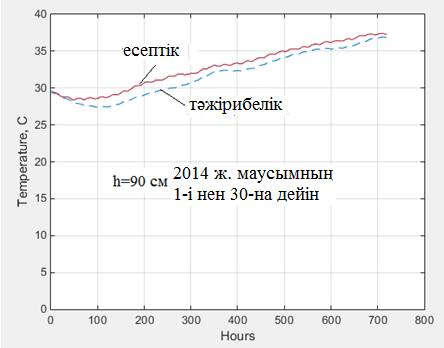 40
35
30
25
20
15
10
5
0
Temperature, C
есептік
тәжірибелік
h=90 см
2014 ж. маусымның
1-і нен 30-на дейін
0 100 200 300 400 500 600 700 800
Hours